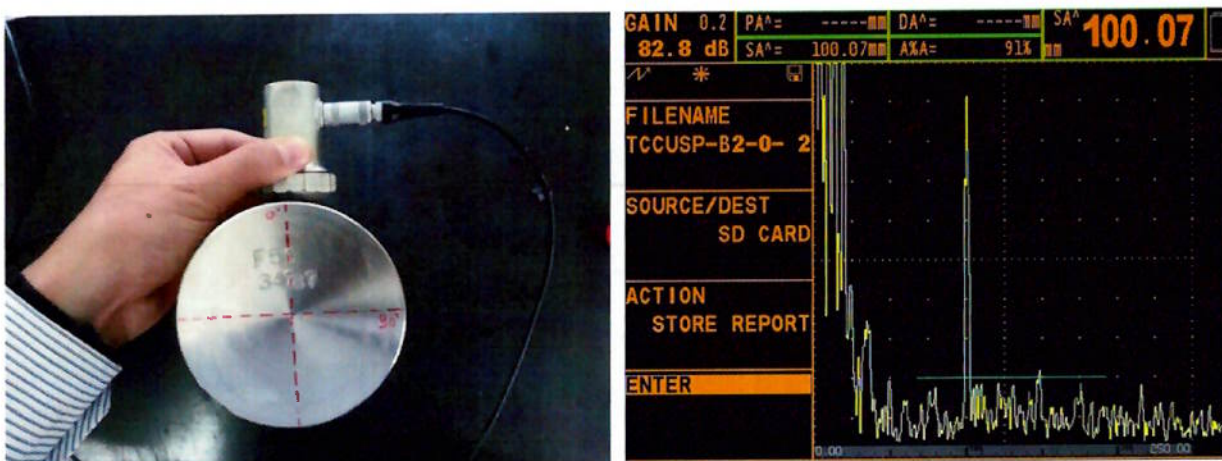 0°
F51
90°
GAIN 0.2
82.8 dB
PA^= -----mm
DA^= -----mm
SA^= 100.07mm
A%A= 91%
SA^
mm 100.07
FILENAME
TCCUSP-B2-0- 2
SOURCE/DEST
SD CARD
ACTION
STORE REPORT
ENTER
0.00
250.00